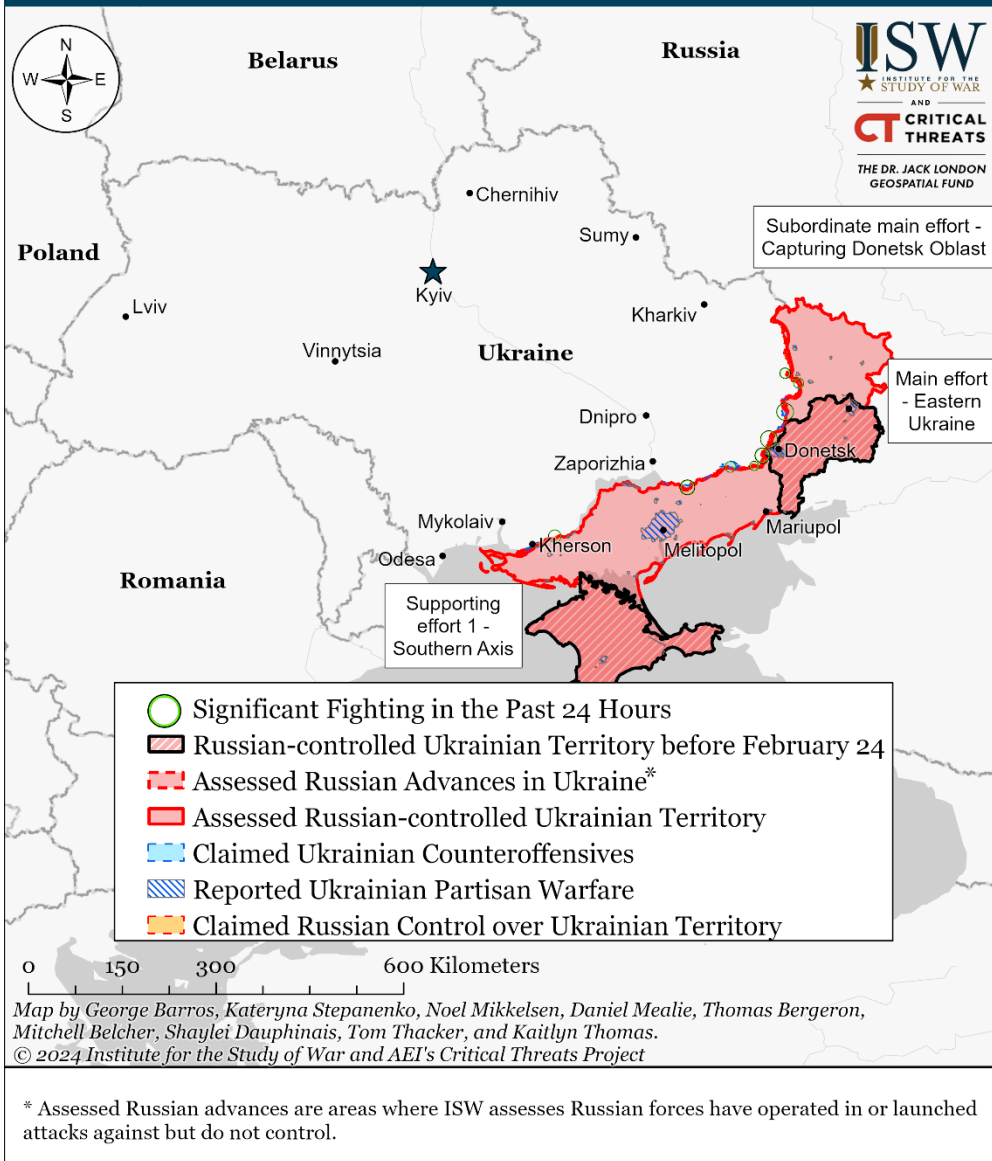 N
W
E
S
Belarus
Russia
ISW
INSTITUTE FOR THE
STUDY OF WAR
AND
CT CRITICAL
THREATS
THE DR. JACK LONDON
GEOSPATIAL FUND
Chernihiv
Sumy
Subordinate main effort -
Capturing Donetsk Oblast
Poland
Kyiv
Lviv
Kharkiv
Vinnytsia
Ukraine
Main effort
- Eastern
Ukraine
Dnipro
Donetsk
Zaporizhia
Mykolaiv
Mariupol
Kherson
Melitopol
Odesa
Romania
Supporting
effort 1 -
Southern Axis
Significant Fighting in the Past 24 Hours
Russian-controlled Ukrainian Territory before February 24
Assessed Russian Advances in Ukraine*
Assessed Russian-controlled Ukrainian Territory
Claimed Ukrainian Counteroffensives
Reported Ukrainian Partisan Warfare
Claimed Russian Control over Ukrainian Territory
0 150 300 600 Kilometers
Map by George Barros, Kateryna Stepanenko, Noel Mikkelsen, Daniel Mealie, Thomas Bergeron,
Mitchell Belcher, Shaylei Dauphinais, Tom Thacker, and Kaitlyn Thomas.
© 2024 Institute for the Study of War and AEI's Critical Threats Project
* Assessed Russian advances are areas where ISW assesses Russian forces have operated in or launched
attacks against but do not control.